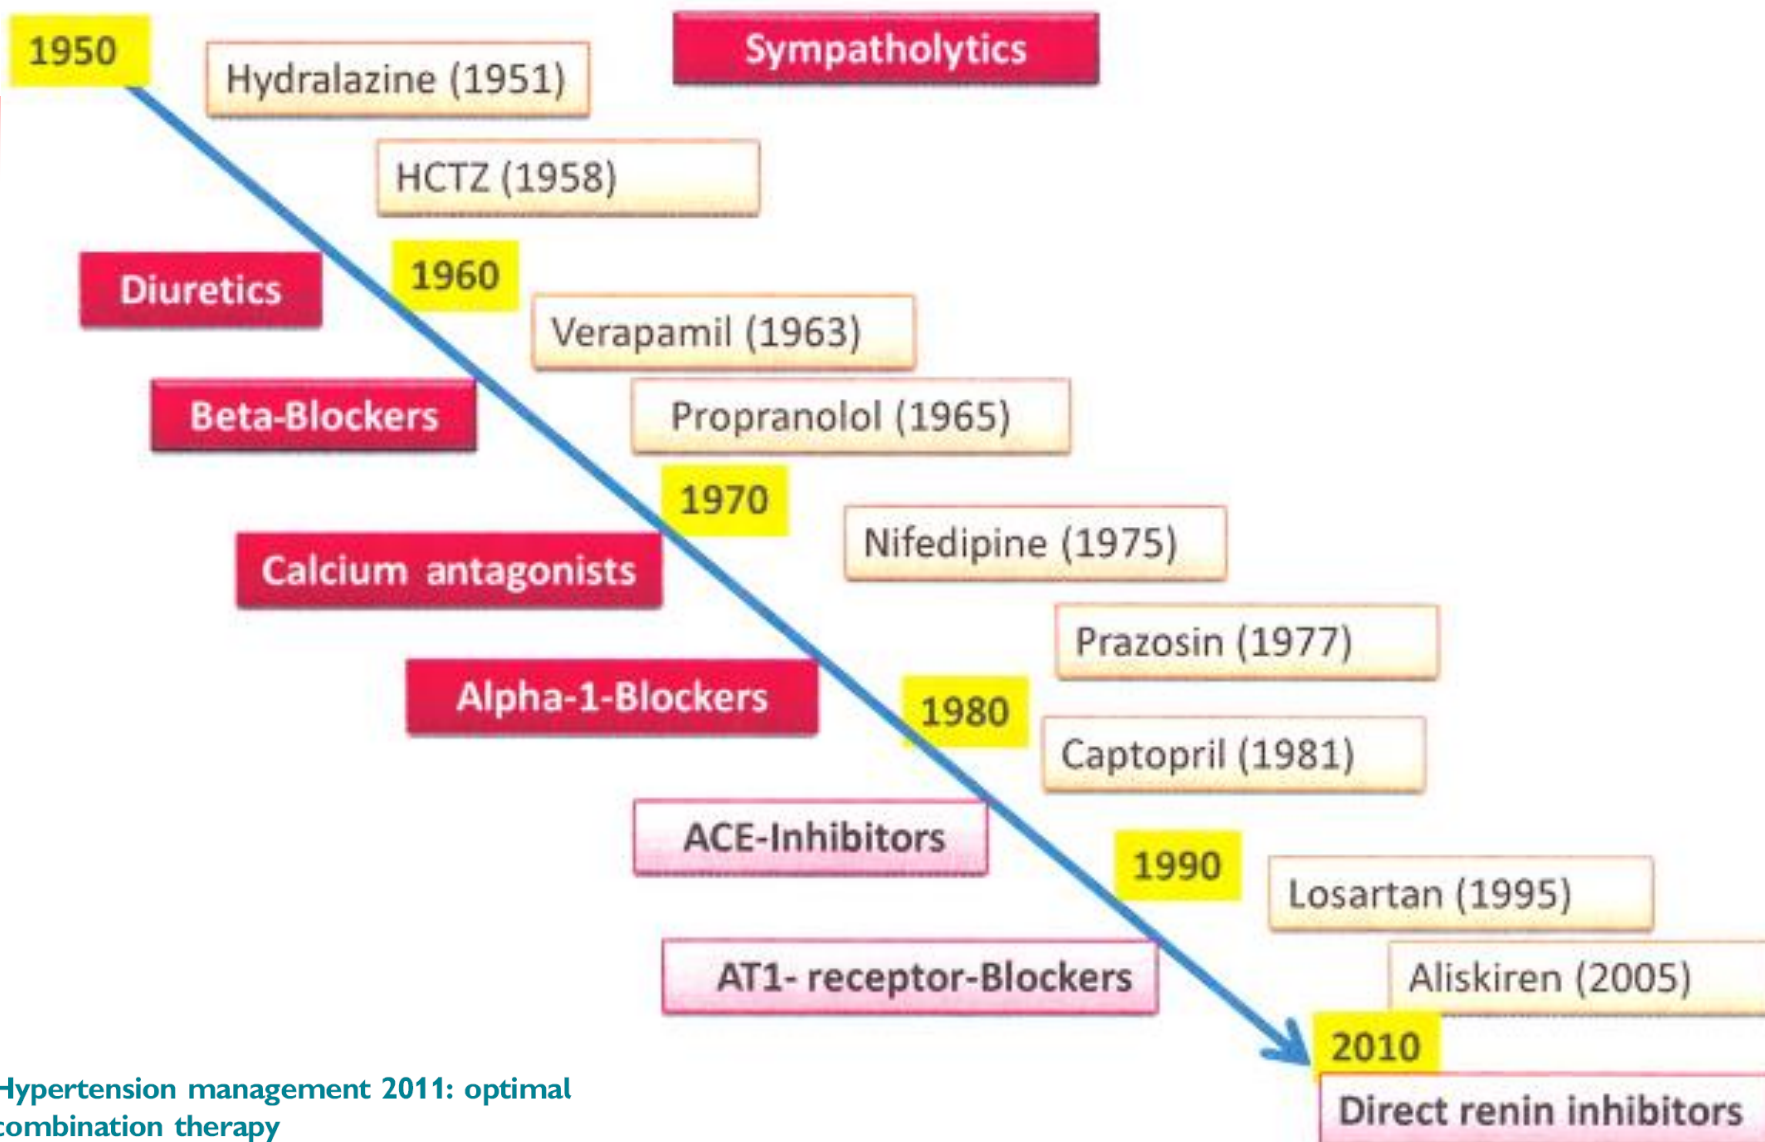 1950
Sympatholytics
Hydralazine (1951)
HCTZ (1958)
Diuretics
1960
Verapamil (1963)
Beta-Blockers
Propranolol (1965)
1970
Nifedipine (1975)
Calcium antagonists
Prazosin (1977)
Alpha-1-Blockers
1980
Captopril (1981)
ACE-Inhibitors
1990
Losartan (1995)
AT1- receptor-Blockers
Aliskiren (2005)
2010
Direct renin inhibitors
Hypertension management 2011: optimal
combination therapy